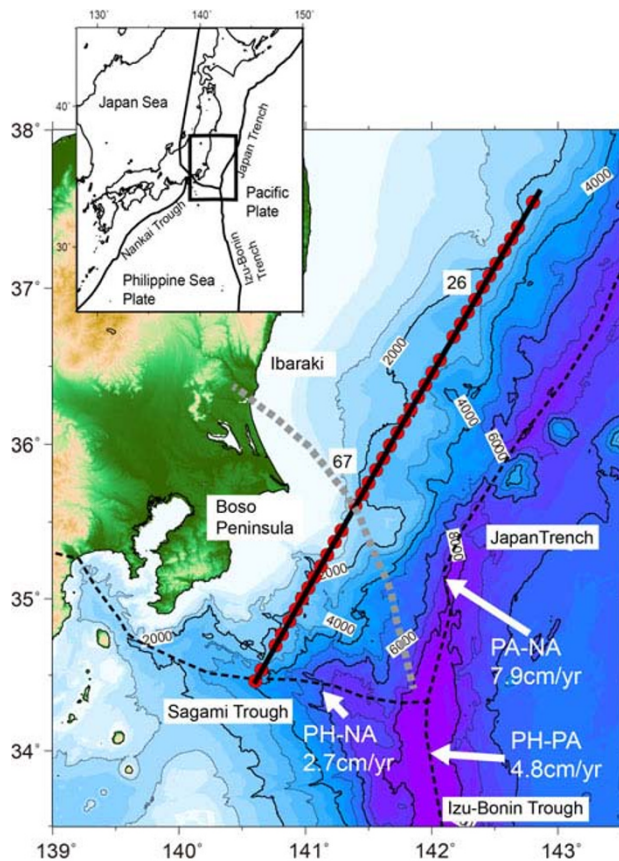 130˚
140˚
150˚
40˚
30˚
Japan Sea
Japan Trench
Pacific
Plate
Nankai Trough
Izu-Bonin
Trench
Philippine Sea
Plate
38˚
37˚
36˚
35˚
34˚
4000
26
2000
Ibaraki
4000
6000
67
Boso
Peninsula
8000
JapanTrench
2000
2000
4000
6000
PA-NA
7.9cm/yr
Sagami Trough
PH-NA
2.7cm/yr
PH-PA
4.8cm/yr
Izu-Bonin Trough
139˚
140˚
141˚
142˚
143˚